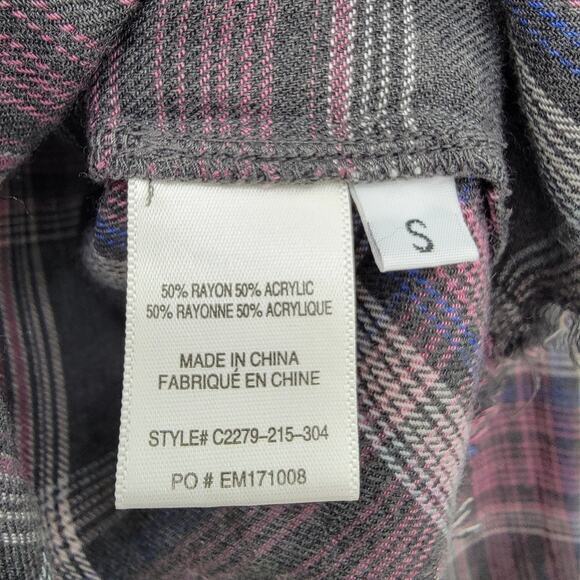 S
50% RAYON 50% ACRYLIC
50% RAYONNE 50% ACRYLIQUE
MADE IN CHINA
FABRIQUÉ EN CHINE
STYLE# C2279-215-304
PO # EM171008